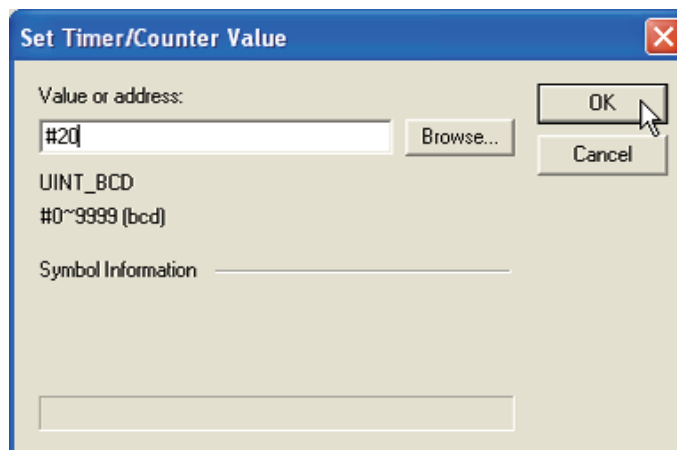 Set Timer/Counter Value
Value or address:
#20
Browse...
OK
Cancel
UINT_BCD
#0~9999 (bcd)
Symbol Information